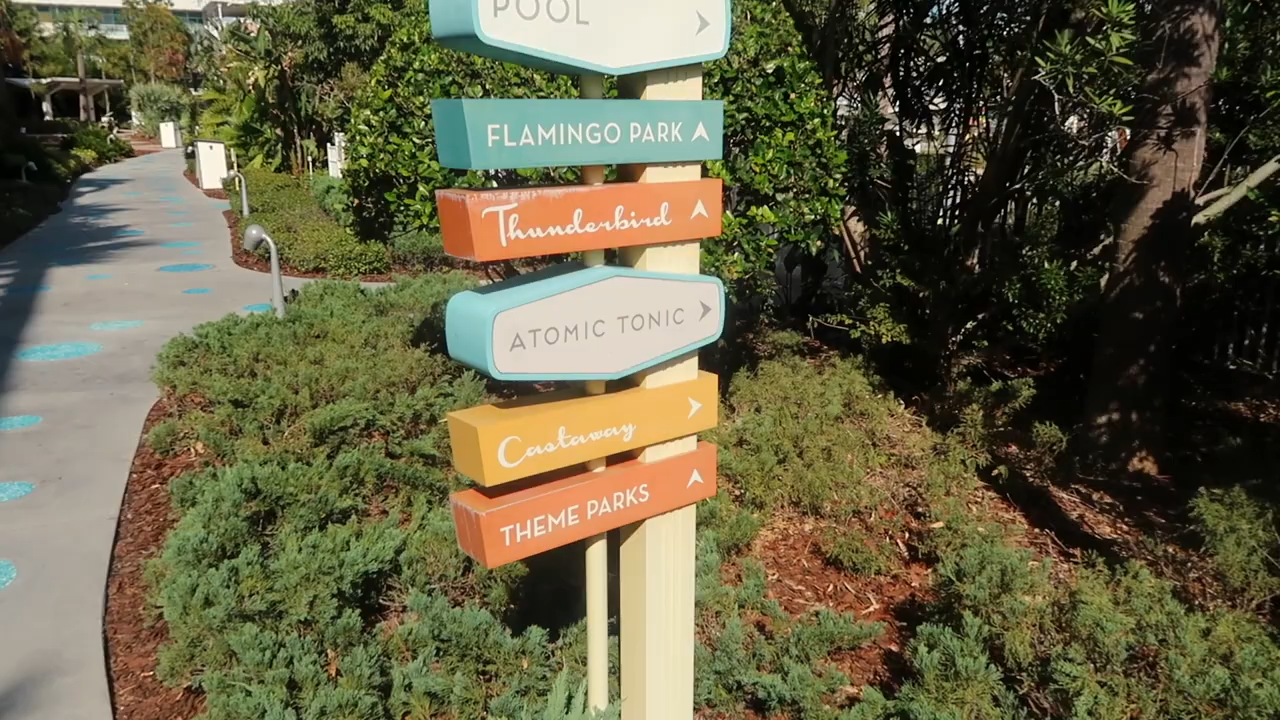 POOL
FLAMINGO PARK
Thunderbird
ATOMIC TONIC
Castaway
THEME PARKS